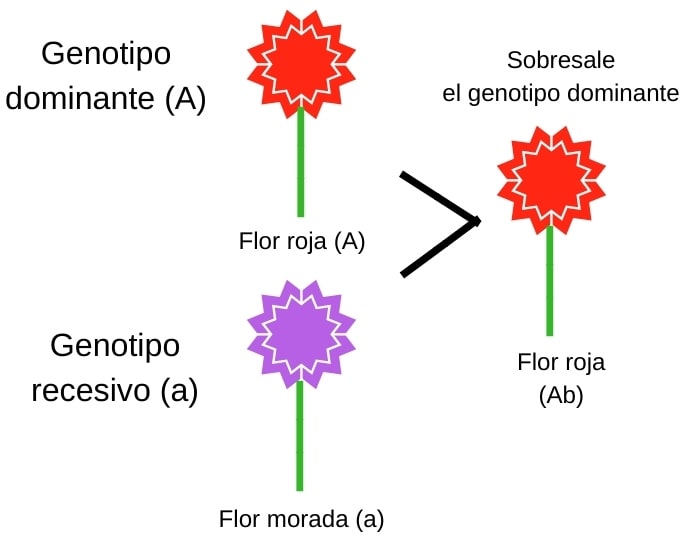 Genotipo
dominante (A)
Flor roja (A)
Genotipo
recesivo (a)
Flor morada (a)
Sobresale
el genotipo dominante
Flor roja
(Ab)